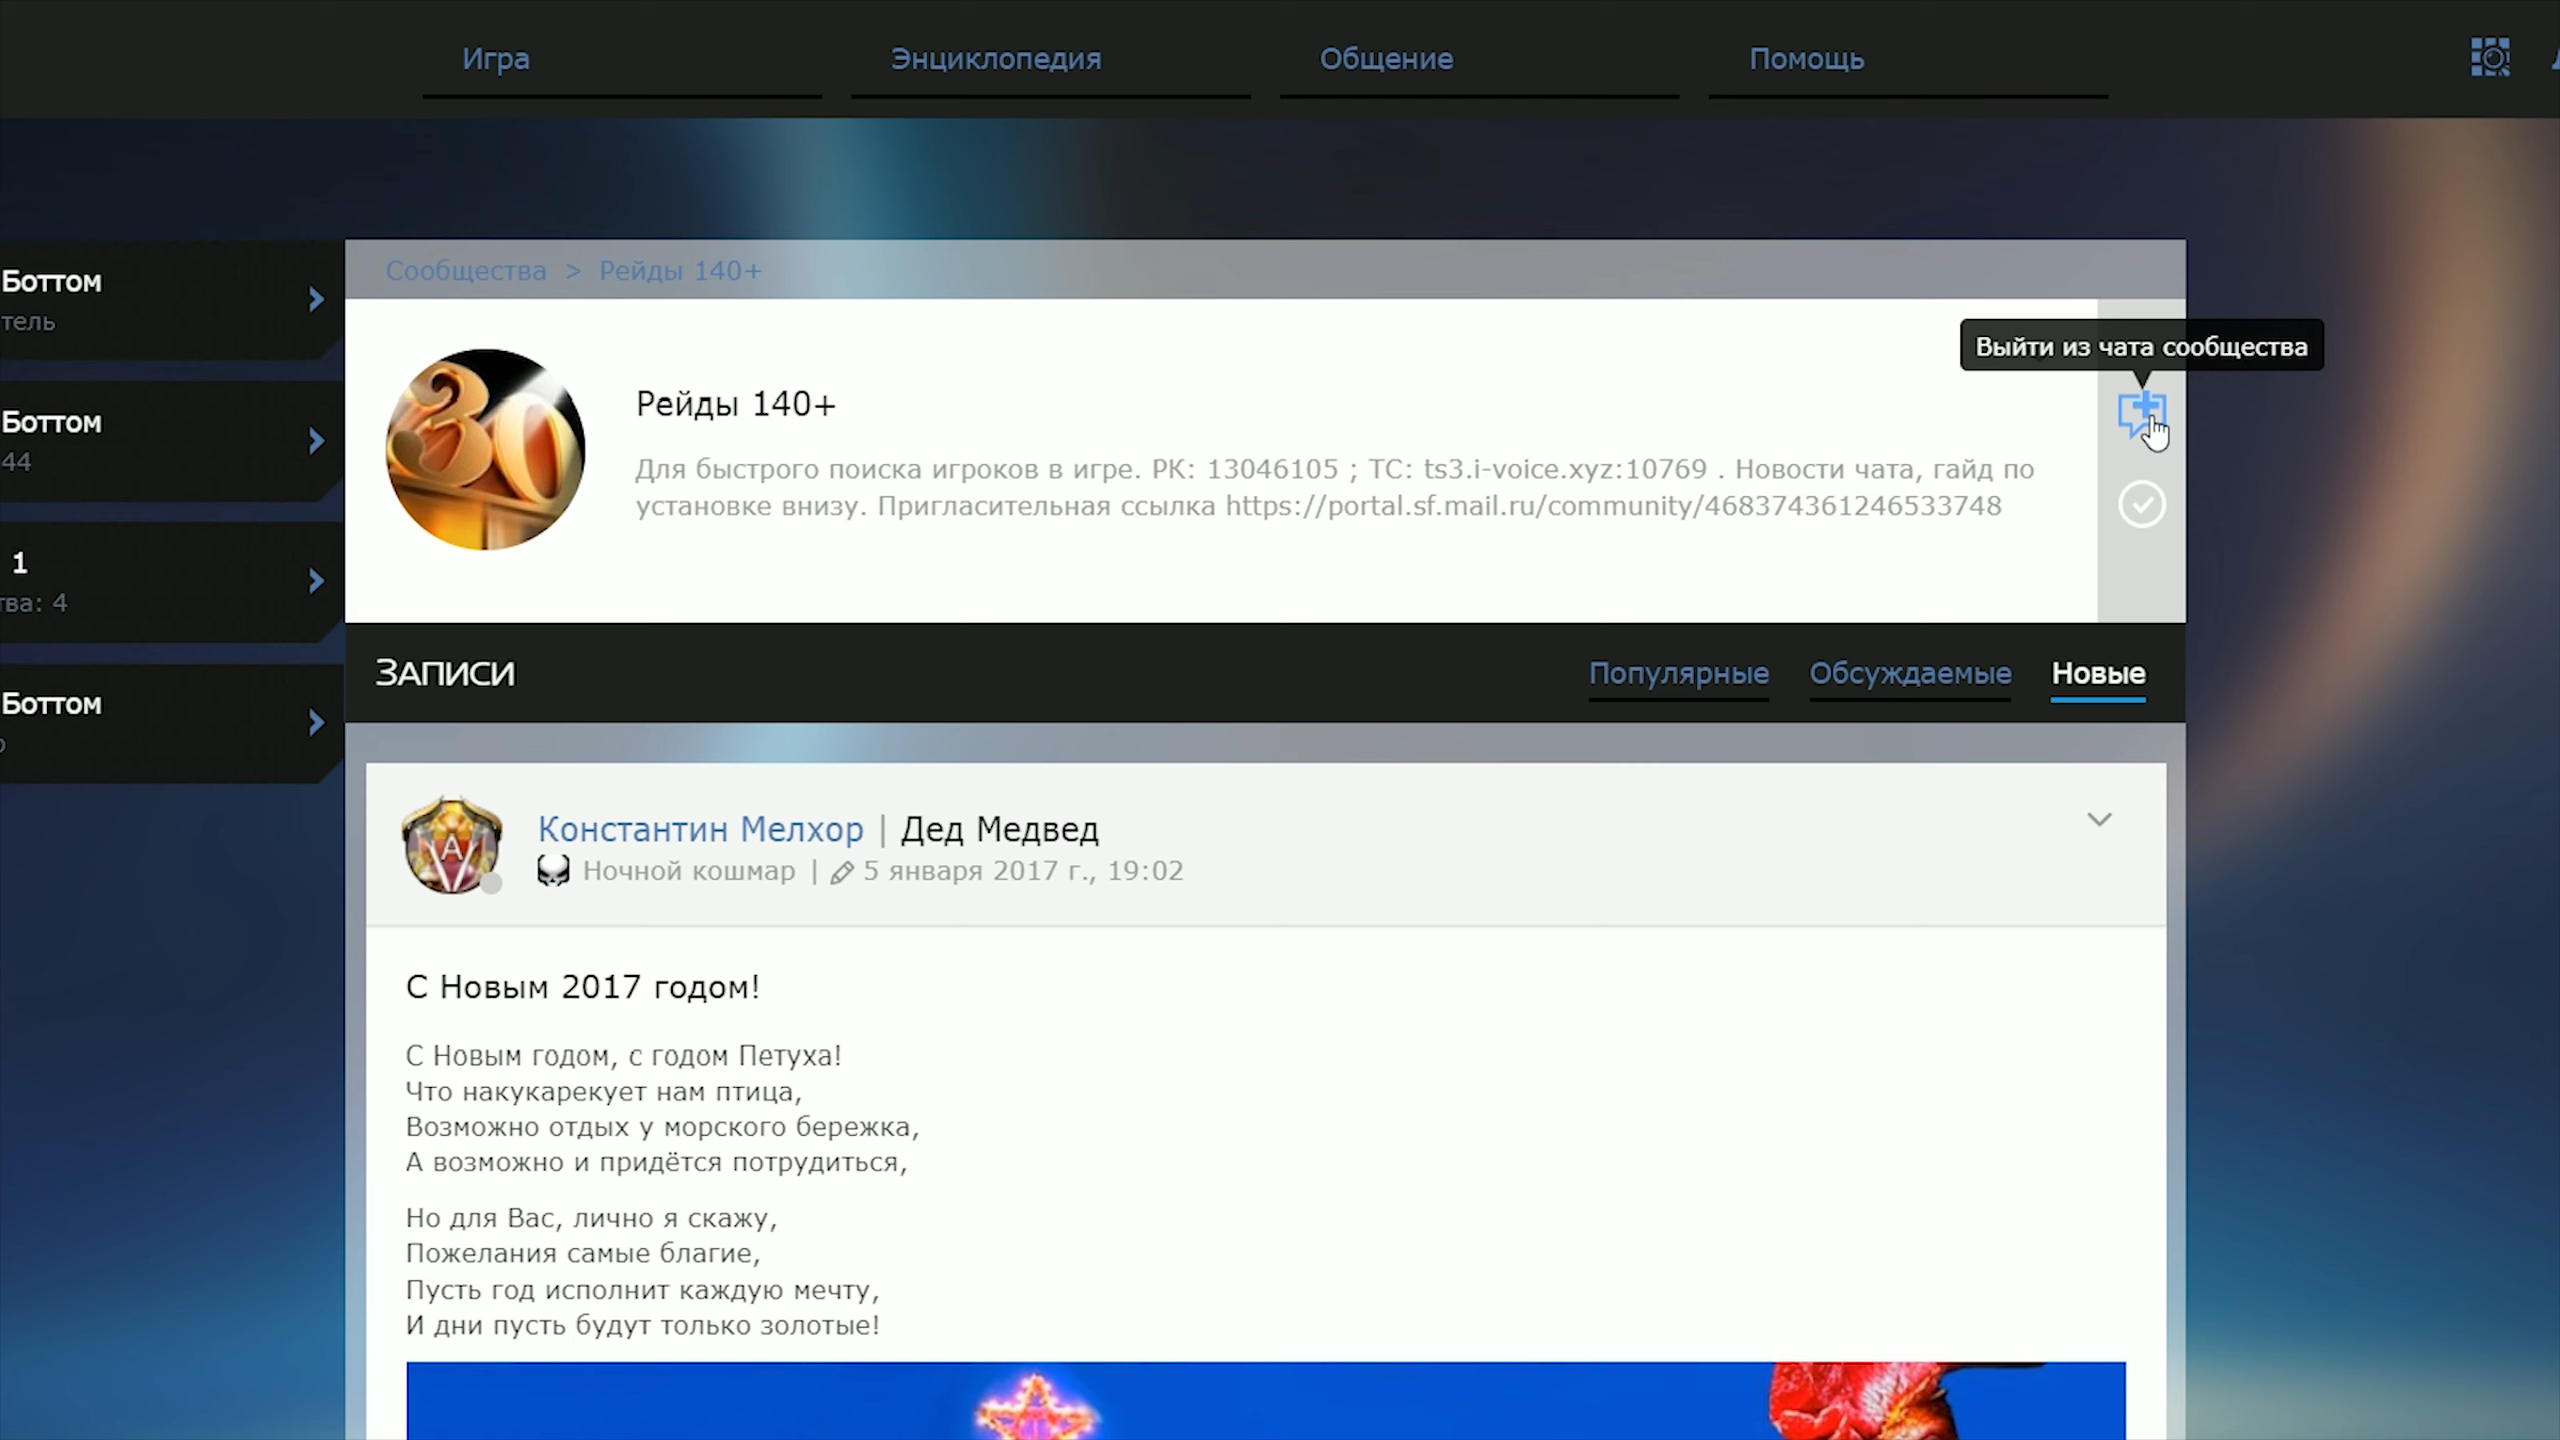 Игра
Энциклопедия
Общение
Помощь
Боттом
тель
Боттом
44
1
тва: 4
Боттом
Сообщества > Рейды 140+
Выйти из чата сообщества
30
Рейды 140+
Для быстрого поиска игроков в игре. РК: 13046105 ; ТС: ts3.i-voice.xyz:10769 . Новости чата, гайд по
установке внизу. Пригласительная ссылка https://portal.sf.mail.ru/community/468374361246533748
ЗАПИСИ
Популярные
Обсуждаемые
Новые
Константин Мелхор | Дед Медвед
Ночной кошмар | 5 января 2017 г., 19:02
С Новым 2017 годом!
С Новым годом, с годом Петуха!
Что накукарекует нам птица,
Возможно отдых у морского бережка,
А возможно и придётся потрудиться,
Но для Вас, лично я скажу,
Пожелания самые благие,
Пусть год исполнит каждую мечту,
И дни пусть будут только золотые!